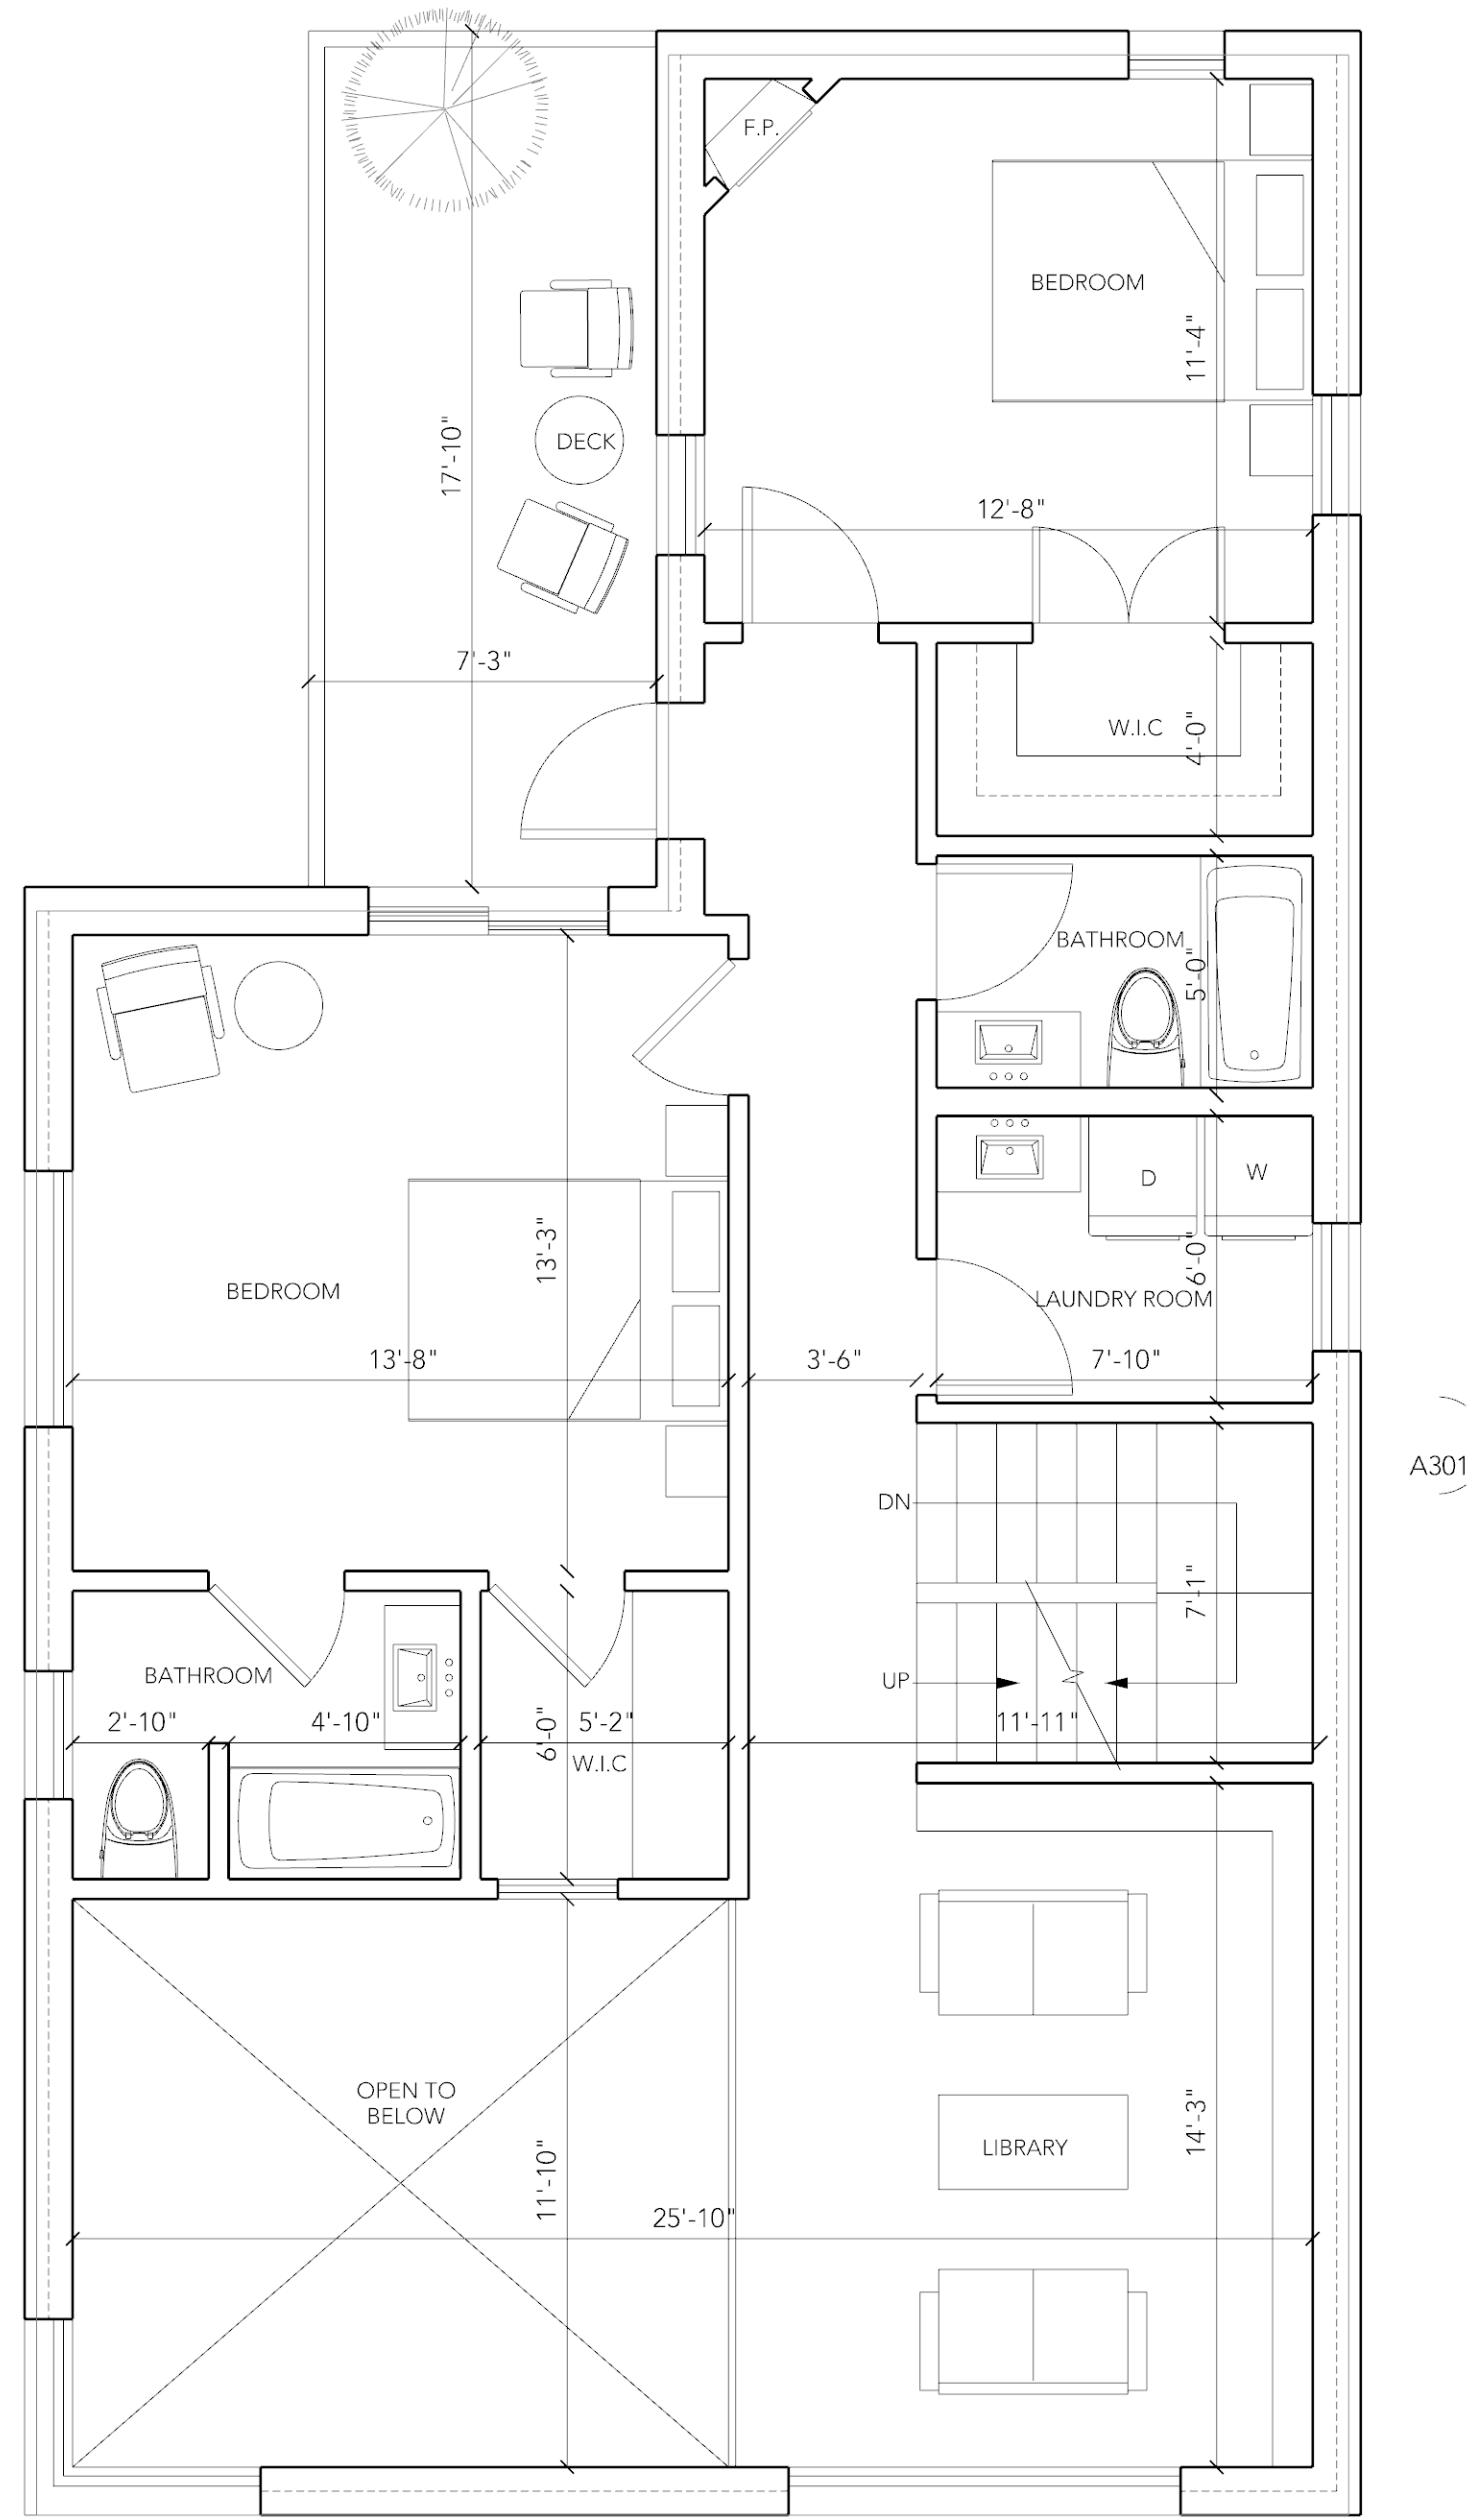 F.P.
BEDROOM
11'-4"
DECK
17'-10"
12'-8"
7'-3"
W.I.C
4'-0"
BATHROOM
5'-0"
D
W
6'-0"
LAUNDRY ROOM
13'-3"
BEDROOM
13'-8"
3'-6"
7'-10"
A301
DN
7'-1"
UP
BATHROOM
2'-10"
4'-10"
6'-0"
5'-2"
W.I.C
11'-11"
OPEN TO
BELOW
LIBRARY
14'-3"
11'-10"
25'-10"